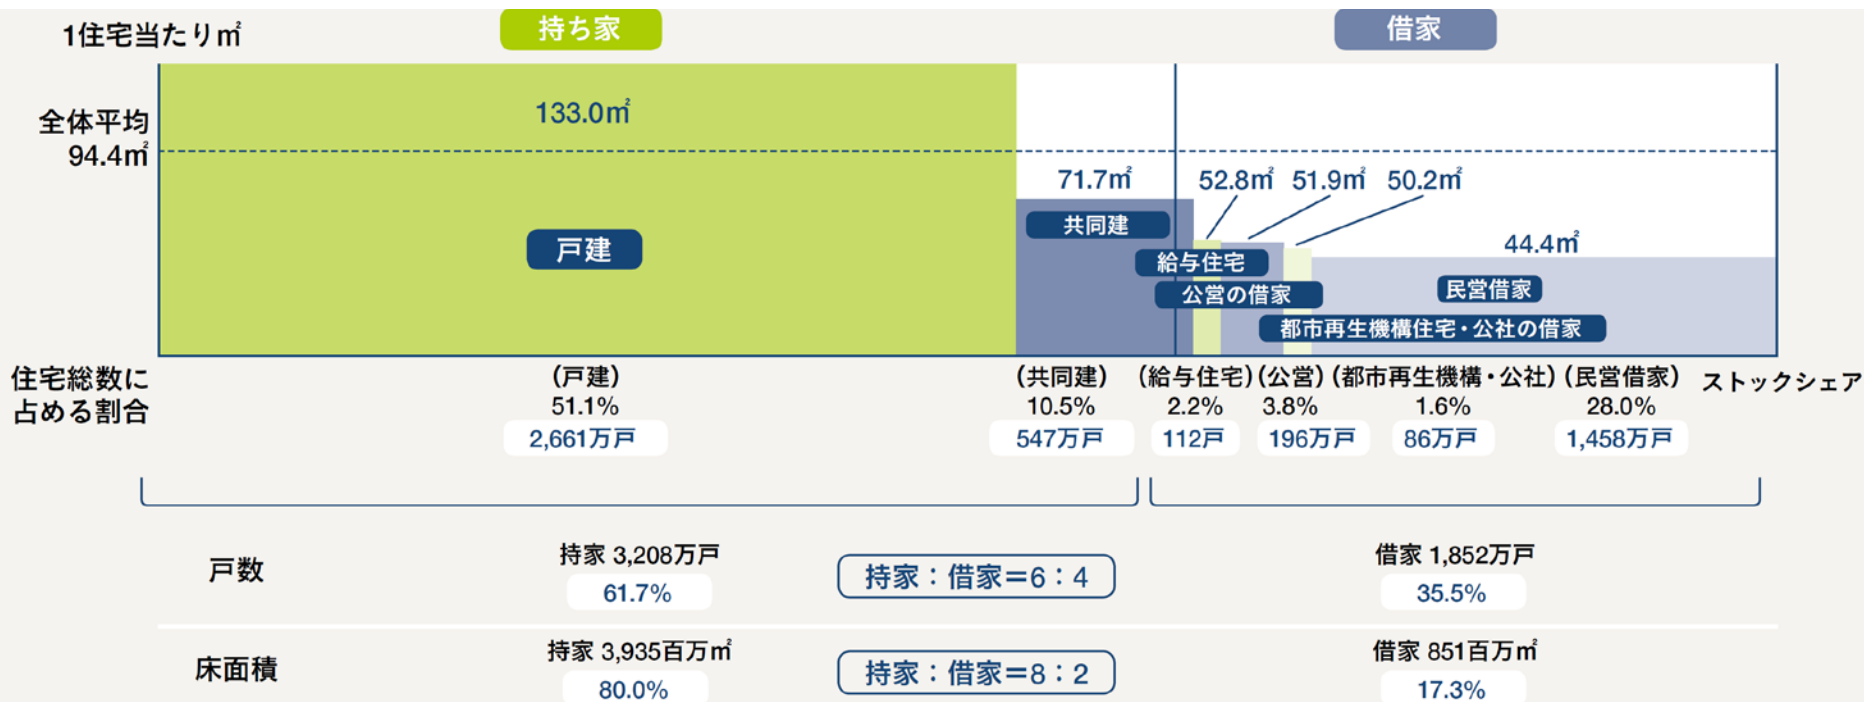 1住宅当たり㎡
持ち家
借家
全体平均
94.4㎡
133.0㎡
71.7㎡
52.8㎡
51.9㎡
50.2㎡
44.4㎡
戸建
共同建
給与住宅
公営の借家
民営借家
都市再生機構住宅・公社の借家
住宅総数に
占める割合
(戸建)
51.1%
2,661万戸
(共同建)
10.5%
547万戸
(給与住宅)
2.2%
112戸
(公営)
3.8%
196万戸
(都市再生機構・公社)
1.6%
86万戸
(民営借家)
28.0%
1,458万戸
ストックシェア
戸数
持家 3,208万戸
61.7%
持家：借家＝6：4
借家 1,852万戸
35.5%
床面積
持家 3,935百万㎡
80.0%
持家：借家＝8：2
借家 851百万㎡
17.3%